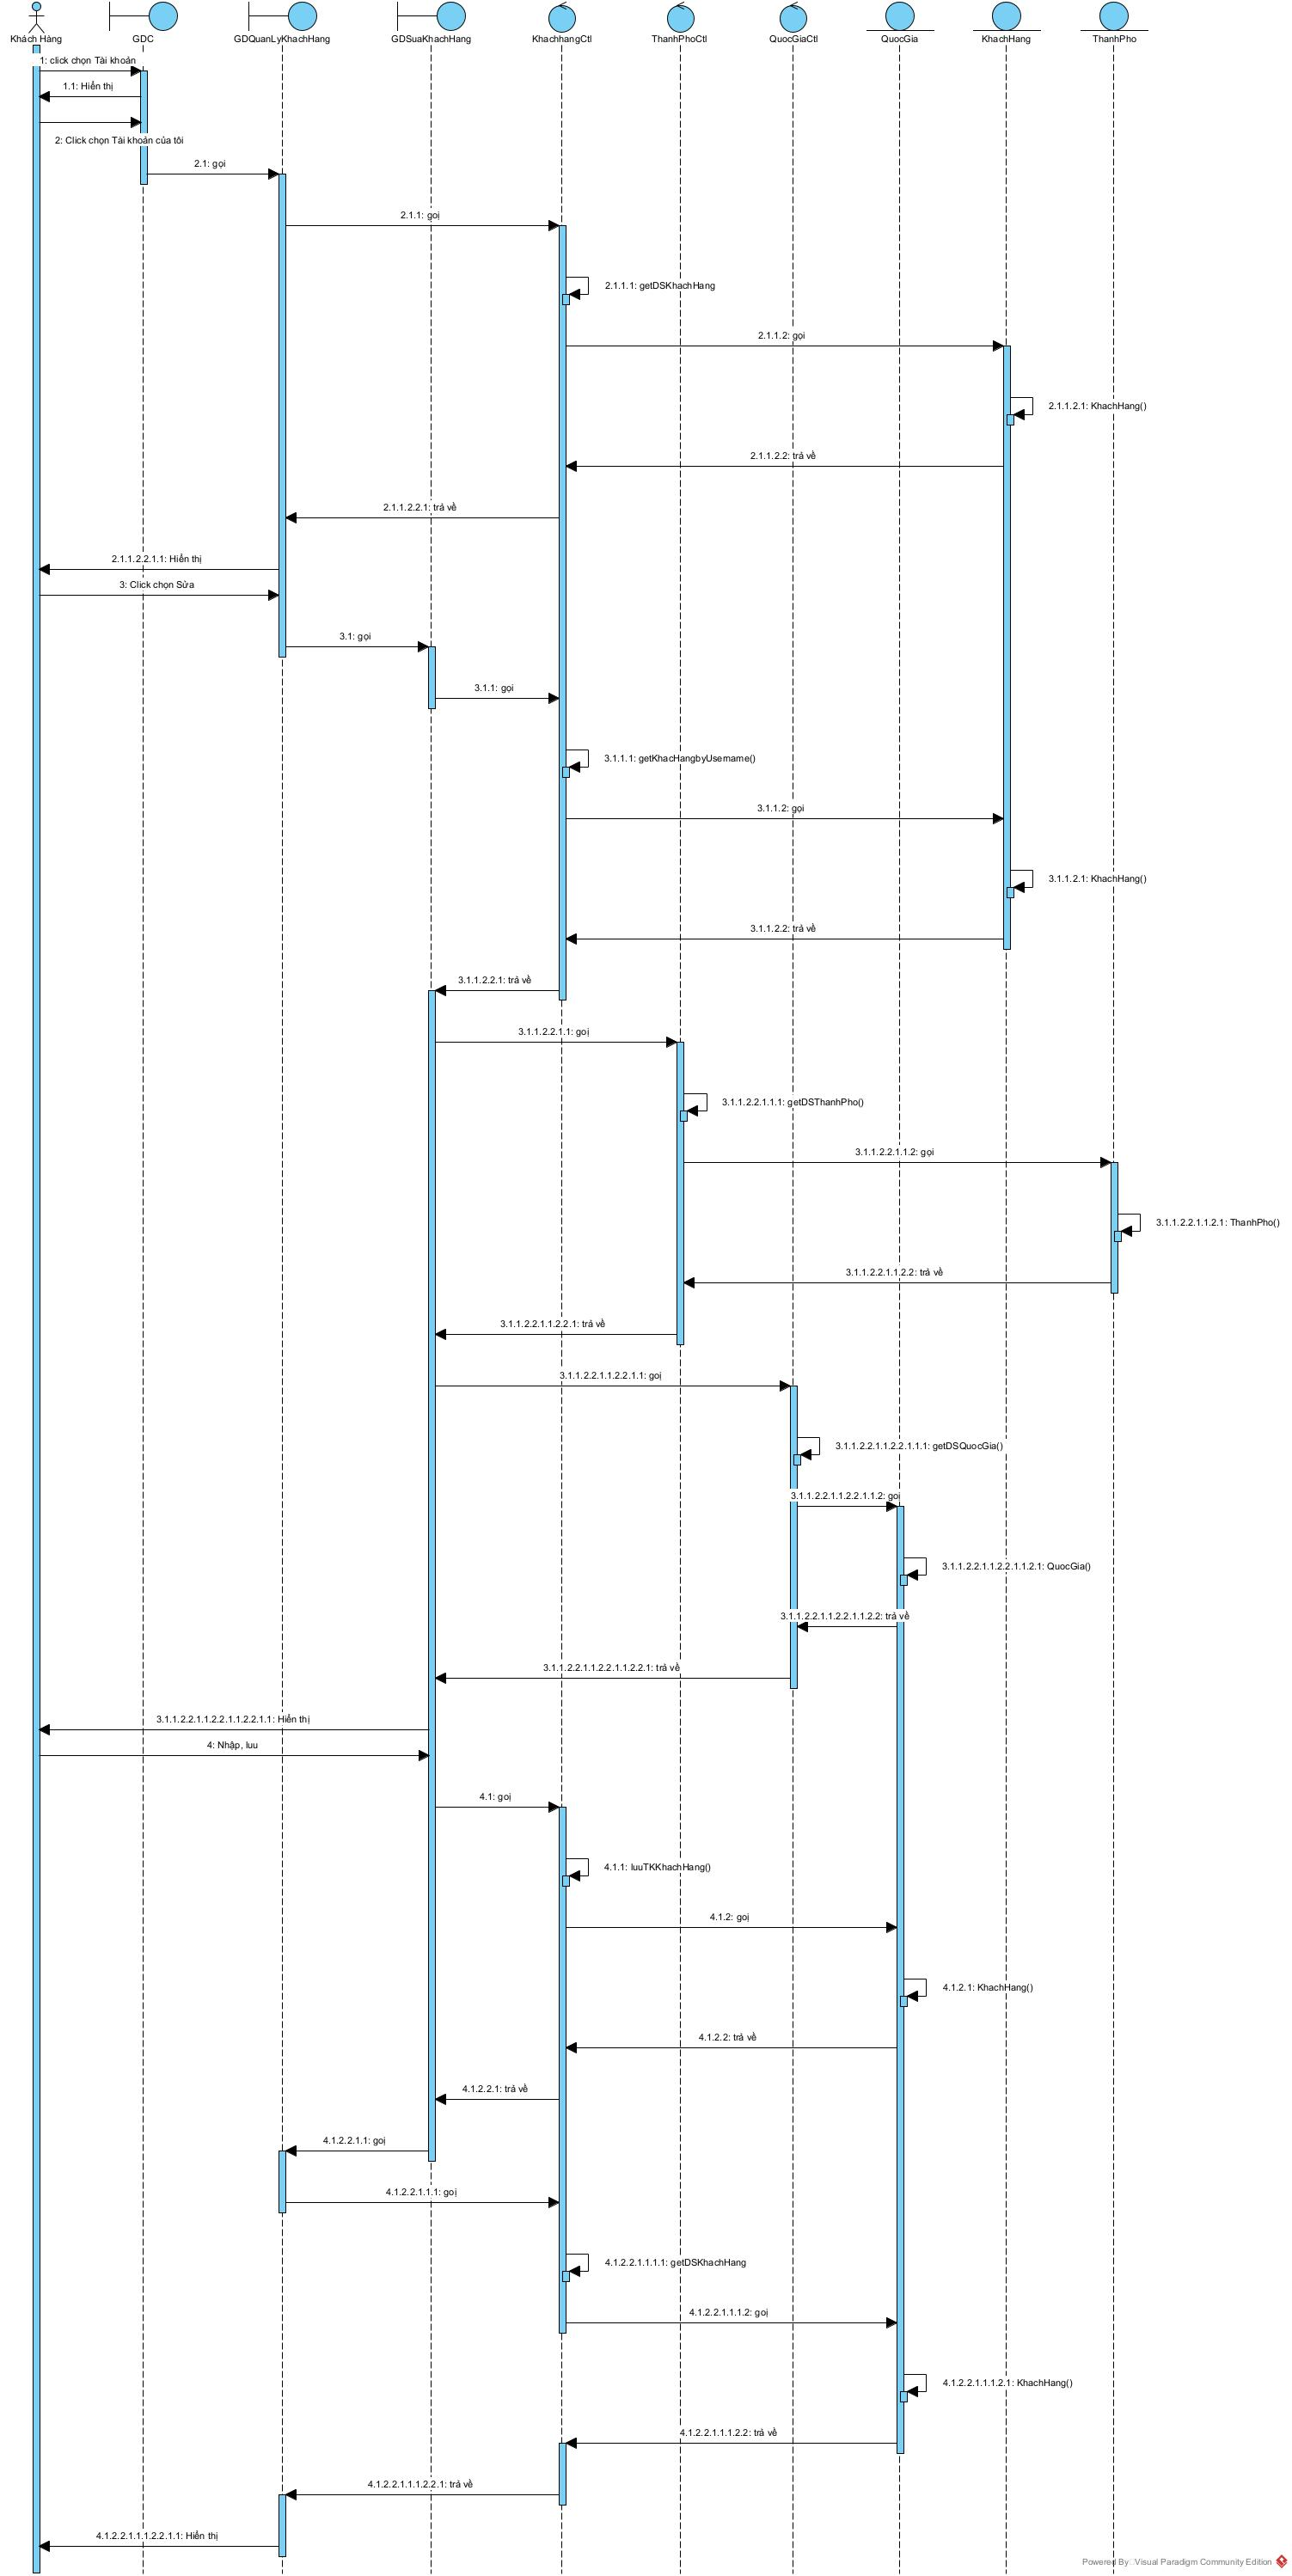 Khách Hàng
GDC
GDQuanLyKhachHang
GDSuaKhachHang
KhachhangCtl
ThanhPhoCtl
QuocGiaCtl
QuocGia
KhachHang
ThanhPho
1: click chọn Tài khoản
1.1: Hiển thị
2: Click chọn Tài khoản của tôi
2.1: gọi
2.1.1: goị
2.1.1.1: getDSKhachHang
2.1.1.2: gọi
2.1.1.2.1: KhachHang()
2.1.1.2.2: trả về
2.1.1.2.2.1: trả về
2.1.1.2.2.1.1: Hiển thị
3: Click chọn Sửa
3.1: gọi
3.1.1: gọi
3.1.1.1: getKhacHangbyUsername()
3.1.1.2: gọi
3.1.1.2.1: KhachHang()
3.1.1.2.2: trả về
3.1.1.2.2.1: trả về
3.1.1.2.2.1.1: goị
3.1.1.2.2.1.1.1: getDSThanhPho()
3.1.1.2.2.1.1.2: gọi
3.1.1.2.2.1.1.2.1: ThanhPho()
3.1.1.2.2.1.1.2.2: trả về
3.1.1.2.2.1.1.2.2.1: trả về
3.1.1.2.2.1.1.2.2.1.1: goị
3.1.1.2.2.1.1.2.2.1.1.1: getDSQuocGia()
3.1.1.2.2.1.1.2.2.1.1.2: goị
3.1.1.2.2.1.1.2.2.1.1.2.1: QuocGia()
3.1.1.2.2.1.1.2.2.1.1.2.2: trả về
3.1.1.2.2.1.1.2.2.1.1.2.2.1: trả về
3.1.1.2.2.1.1.2.2.1.1.2.2.1.1: Hiển thị
4: Nhập, luu
4.1: goị
4.1.1: luuTKKhachHang()
4.1.2: goị
4.1.2.1: KhachHang()
4.1.2.2: trả về
4.1.2.2.1: trả về
4.1.2.2.1.1: goị
4.1.2.2.1.1.1: goị
4.1.2.2.1.1.1.1: getDSKhachHang
4.1.2.2.1.1.1.2: goị
4.1.2.2.1.1.1.2.1: KhachHang()
4.1.2.2.1.1.1.2.2: trả về
4.1.2.2.1.1.1.2.2.1: trả về
4.1.2.2.1.1.1.2.2.1.1: Hiển thị
Powered By Visual Paradigm Community Edition